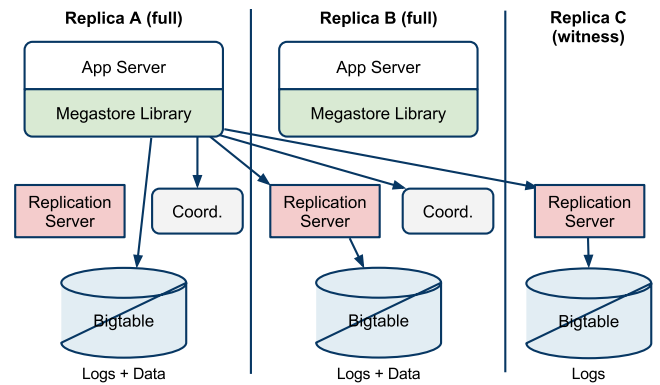 Replica A (full)
App Server
Megastore Library
Replication
Server
Coord.
Bigtable
Logs + Data
Replica B (full)
App Server
Megastore Library
Replication
Server
Coord.
Bigtable
Logs + Data
Replica C
(witness)
Replication
Server
Bigtable
Logs